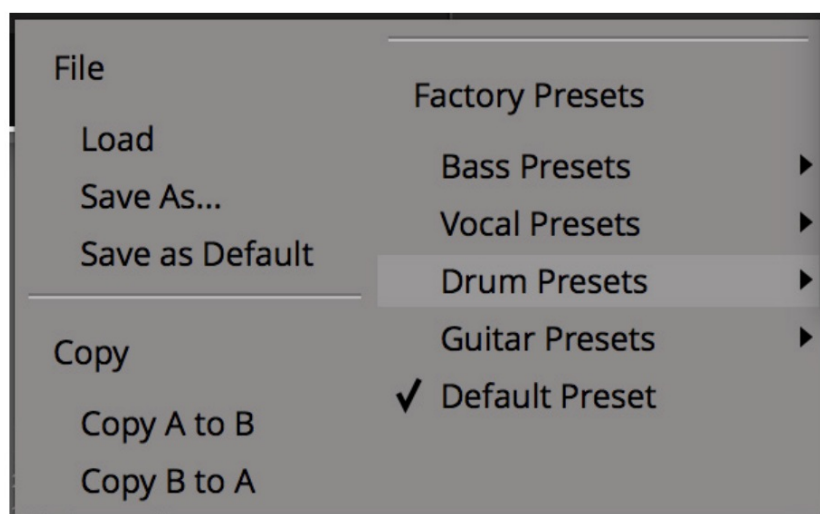 File
Load
Save As...
Save as Default
Copy
Copy A to B
Copy B to A
Factory Presets
Bass Presets
Vocal Presets
Drum Presets
Guitar Presets
Default Preset